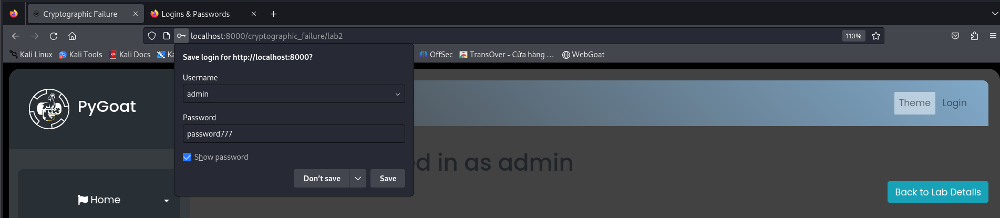 Cryptographic Failure
Logins & Passwords
localhost:8000/cryptographic_failure/lab2
110%
Kali Linux
Kali Tools
Kali Docs
OffSec
TransOver - Cửa hàng ...
WebGoat
Save login for http://localhost:8000?
Username
admin
Password
password777
Show password
Don't save
Save
PyGoat
Theme
Login
in as admin
Back to Lab Details
Home